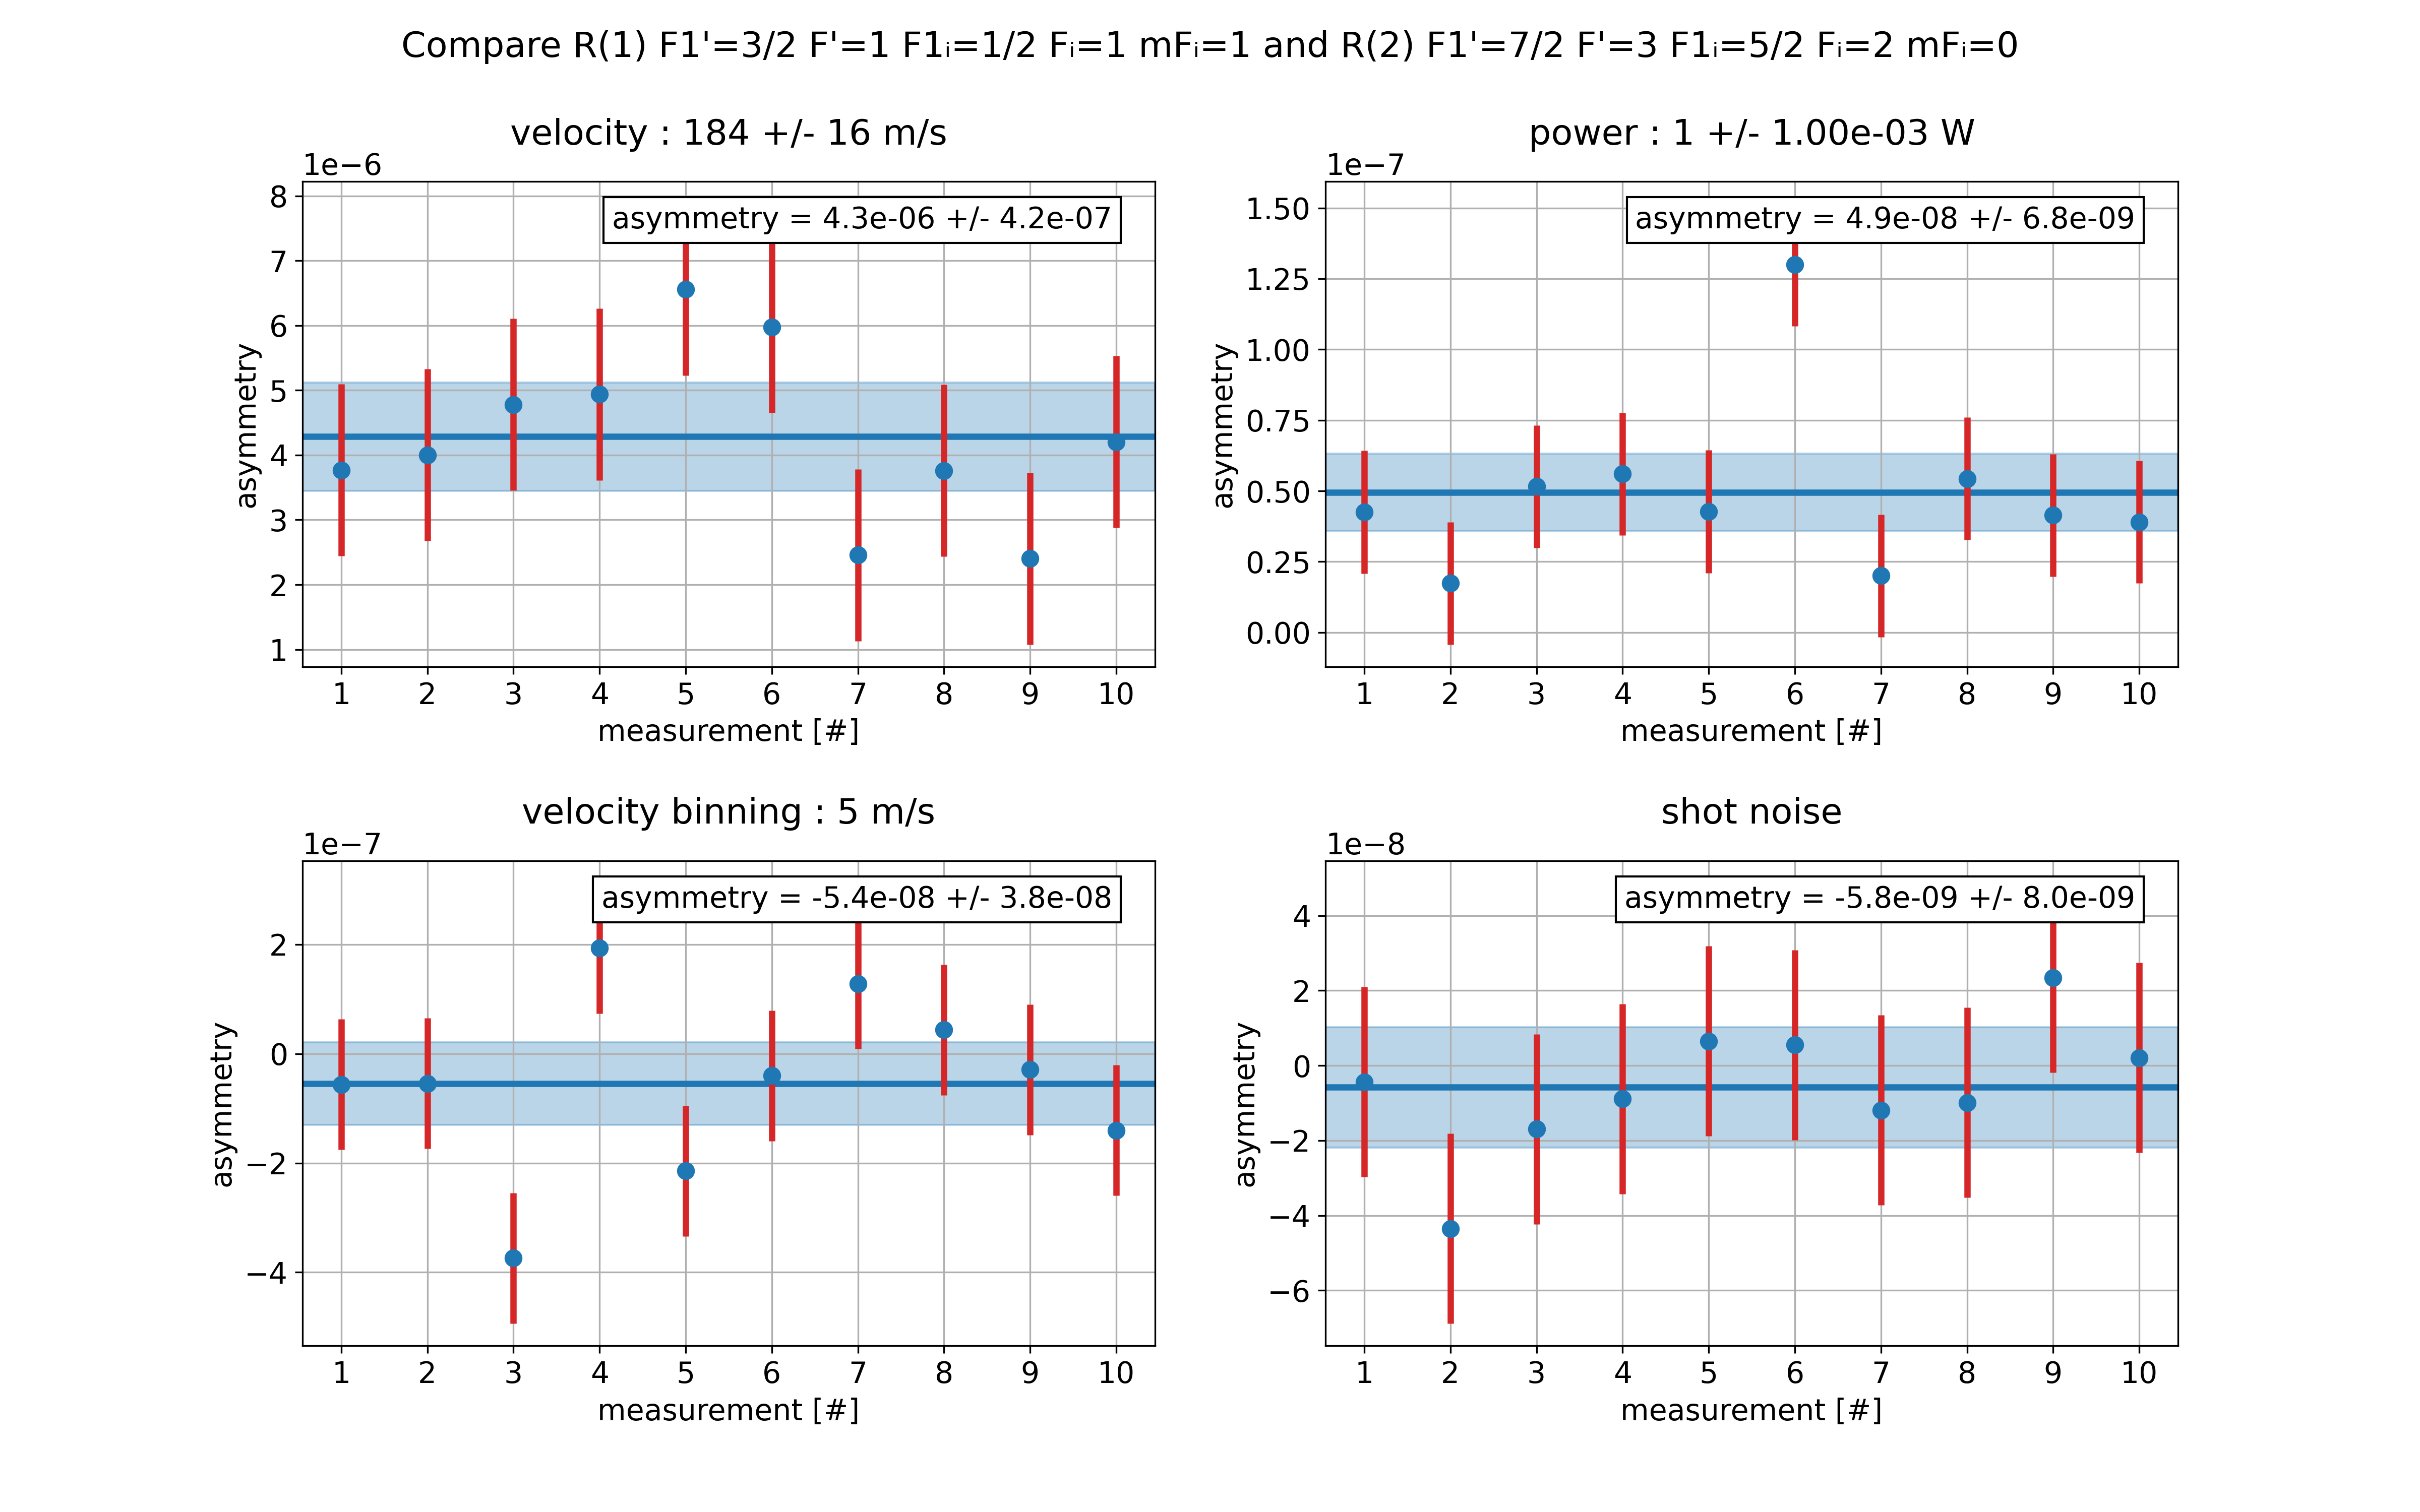 Compare R(1) F1'=3/2 F'=1 F1ᵢ=1/2 Fᵢ=1 mFᵢ=1 and R(2) F1'=7/2 F'=3 F1ᵢ=5/2 Fᵢ=2 mFᵢ=0
velocity : 184 +/- 16 m/s
1e−6
asymmetry = 4.3e-06 +/- 4.2e-07
8
7
6
5
4
3
2
1
asymmetry
1 2 3 4 5 6 7 8 9 10
measurement [#]
power : 1 +/- 1.00e-03 W
1e−7
asymmetry = 4.9e-08 +/- 6.8e-09
1.50
1.25
1.00
0.75
0.50
0.25
0.00
asymmetry
1 2 3 4 5 6 7 8 9 10
measurement [#]
velocity binning : 5 m/s
1e−7
asymmetry = -5.4e-08 +/- 3.8e-08
2
0
−2
−4
asymmetry
1 2 3 4 5 6 7 8 9 10
measurement [#]
shot noise
1e−8
asymmetry = -5.8e-09 +/- 8.0e-09
4
2
0
−2
−4
−6
asymmetry
1 2 3 4 5 6 7 8 9 10
measurement [#]